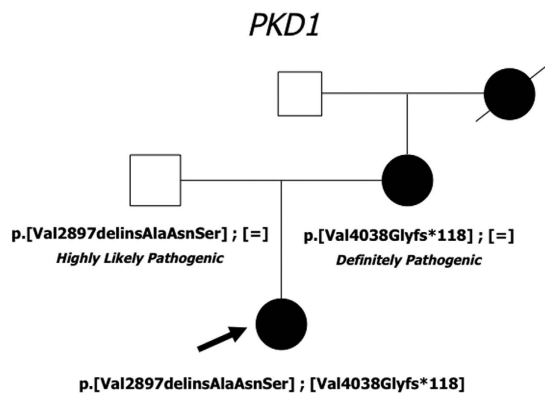 PKD1
p.[Val2897delinsAlaAsnSer] ; [=]
Highly Likely Pathogenic
p.[Val4038Glyfs*118] ; [=]
Definitely Pathogenic
p.[Val2897delinsAlaAsnSer] ; [Val4038Glyfs*118]